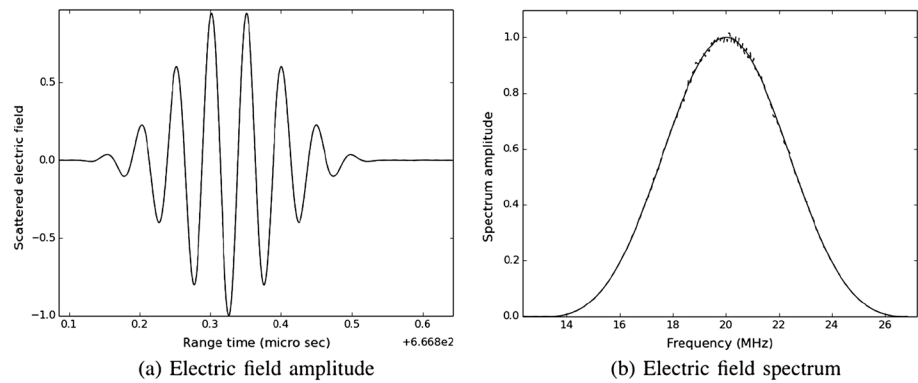 0.5
0.0
−0.5
−1.0
Scattered electric field
0.1 0.2 0.3 0.4 0.5 0.6
Range time (micro sec) +6.668e2
(a) Electric field amplitude
1.0
0.8
0.6
0.4
0.2
0.0
Spectrum amplitude
14 16 18 20 22 24 26
Frequency (MHz)
(b) Electric field spectrum